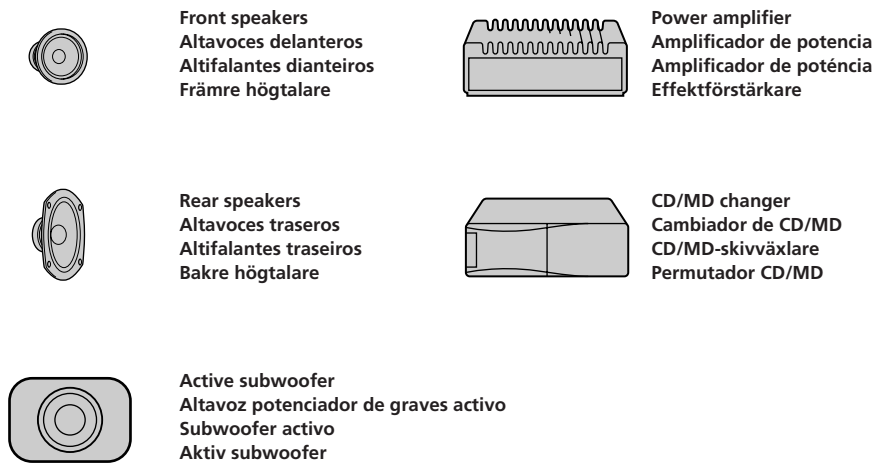 Front speakers
Altavoces delanteros
Altifalantes dianteiros
Främre högtalare
Power amplifier
Amplificador de potencia
Amplificador de poténcia
Effektförstärkare
Rear speakers
Altavoces traseros
Altifalantes traseiros
Bakre högtalare
CD/MD changer
Cambiador de CD/MD
CD/MD-skivväxlare
Permutador CD/MD
Active subwoofer
Altavoz potenciador de graves activo
Subwoofer activo
Aktiv subwoofer